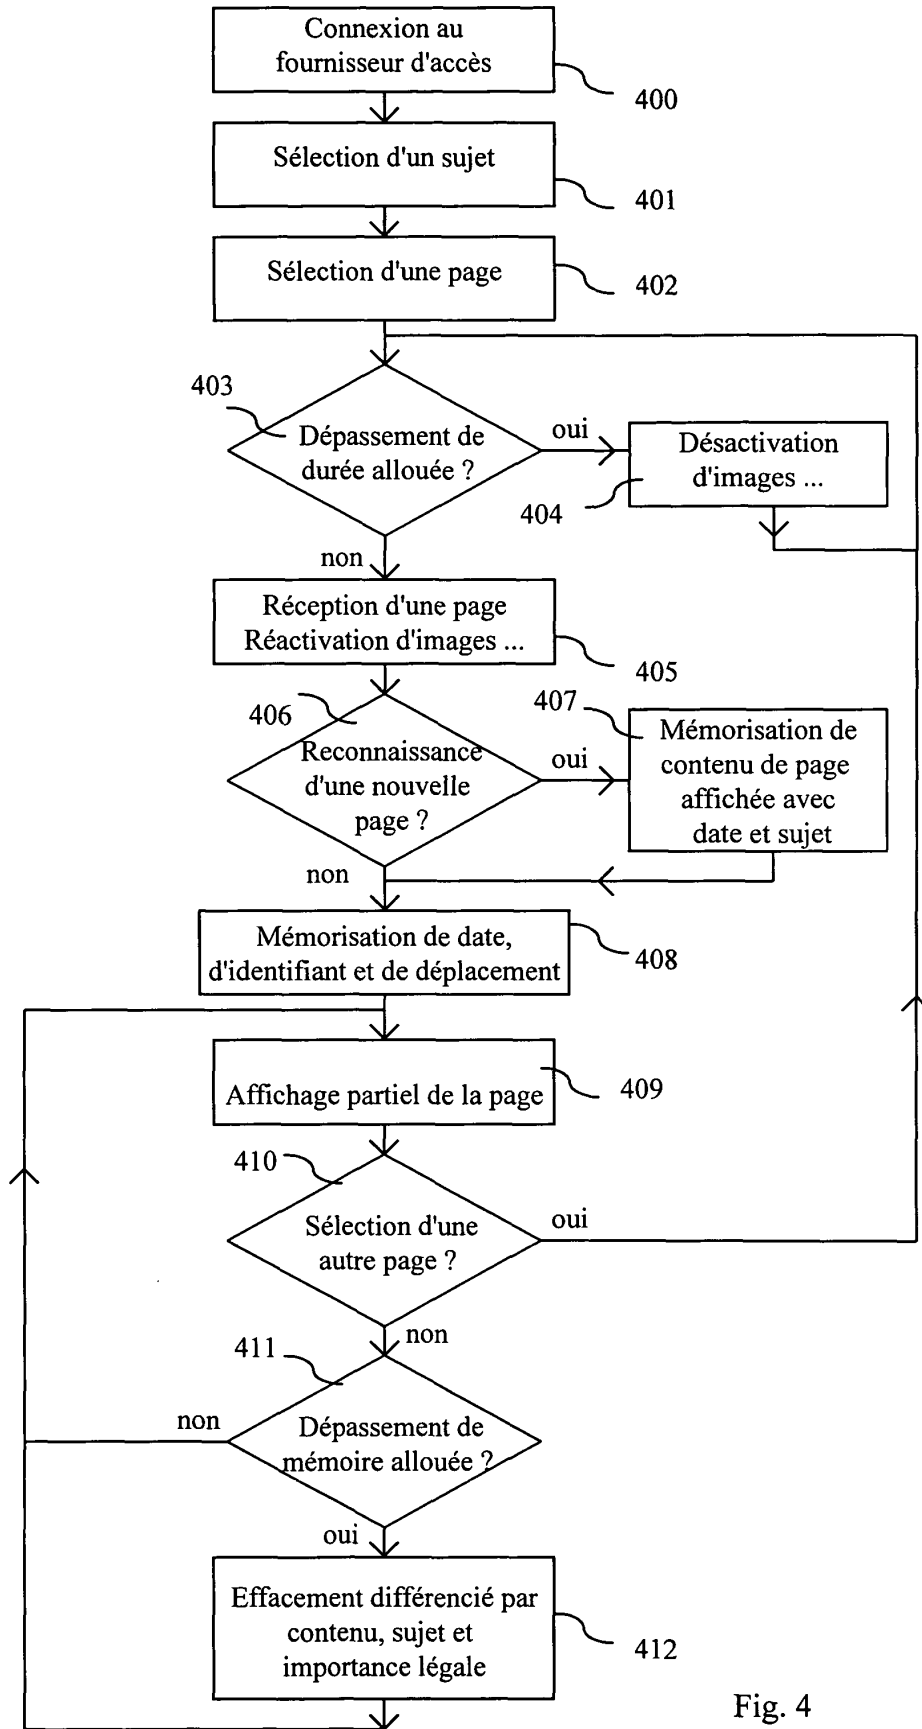 Connexion au
fournisseur d'accès
400
Sélection d'un sujet
401
Sélection d'une page
402
403
Dépassement de
durée allouée ?
oui
Désactivation
d'images ...
404
non
Réception d'une page
Réactivation d'images ...
405
406
Reconnaissance
d'une nouvelle
page ?
oui
407
Mémorisation de
contenu de page
affichée avec
date et sujet
non
Mémorisation de date,
d'identifiant et de déplacement
408
Affichage partiel de la page
409
410
Sélection d'une
autre page ?
oui
non
411
Dépassement de
mémoire allouée ?
non
oui
Effacement différencié par
contenu, sujet et
importance légale
412
Fig. 4